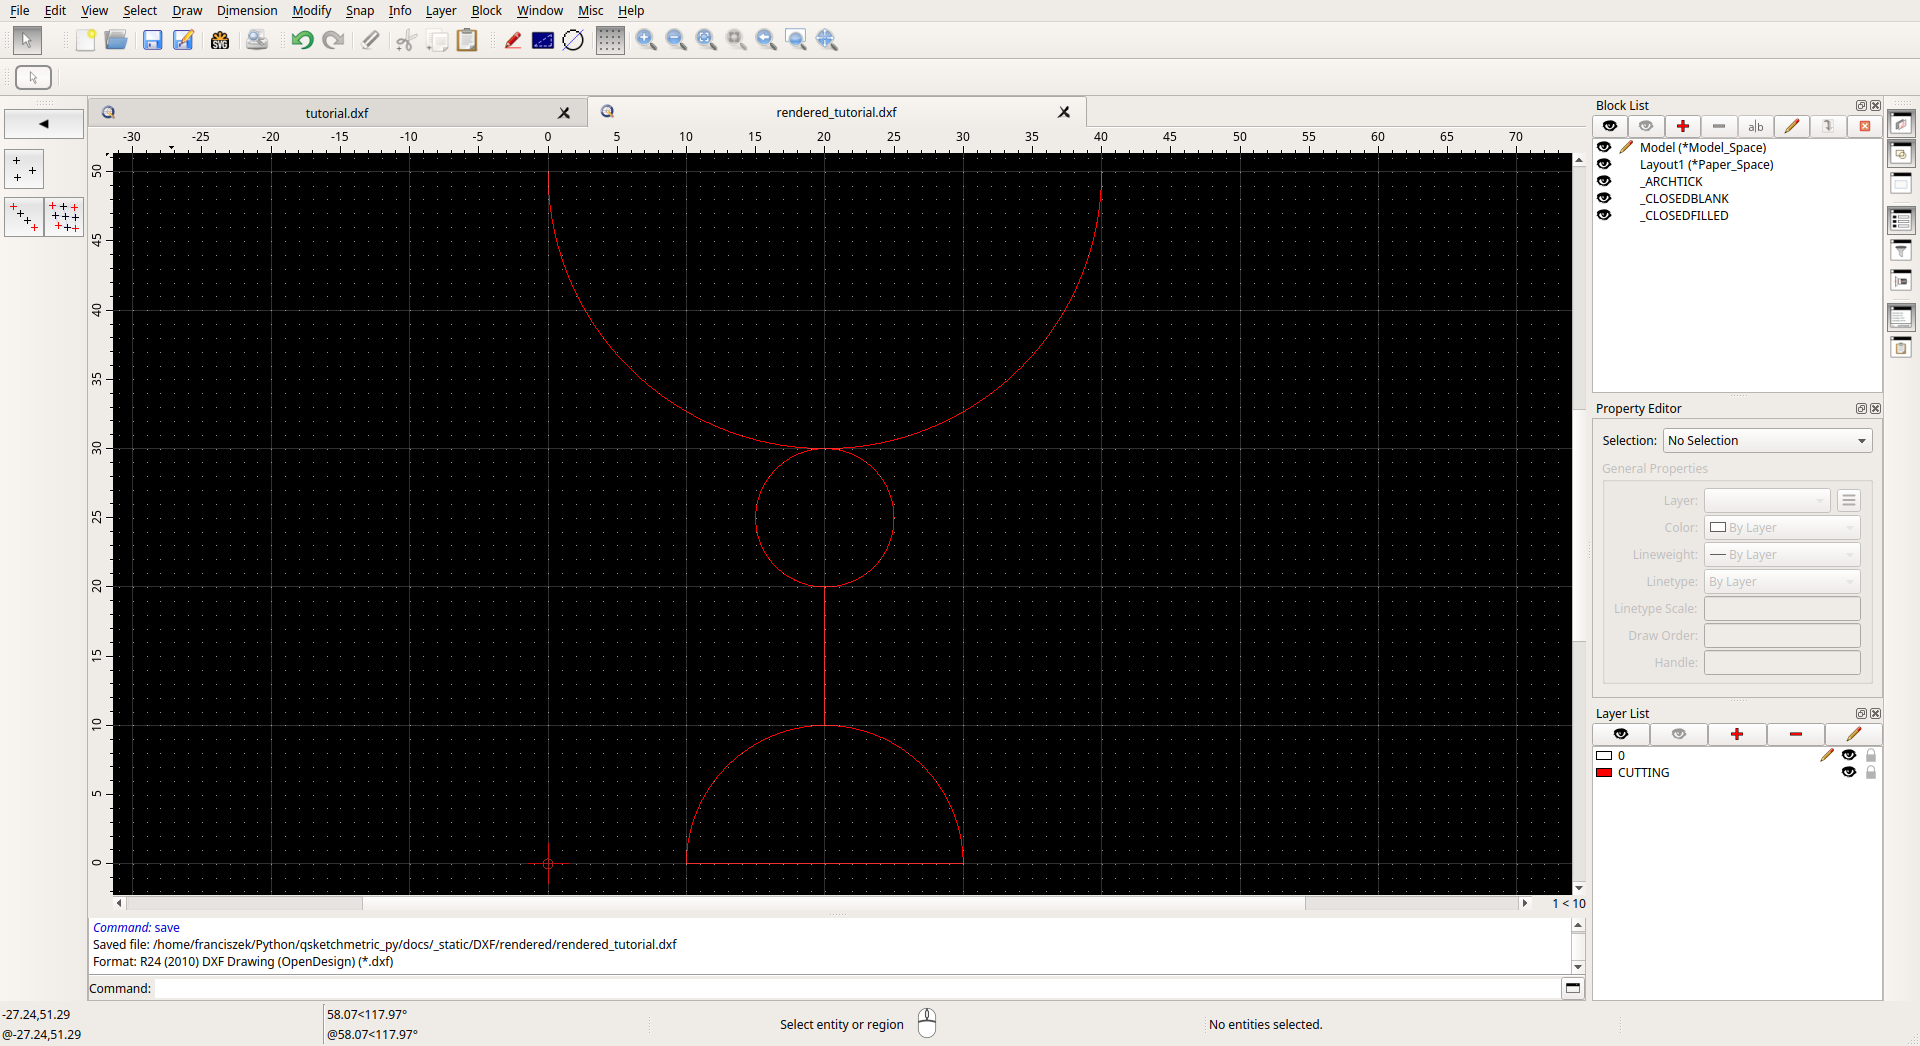 File Edit View Select Draw Dimension Modify Snap Info Layer Block Window Misc Help
SVG
tutorial.dxf
rendered_tutorial.dxf
-30 -25 -20 -15 -10 -5 0 5 10 15 20 25 30 35 40 45 50 55 60 65 70
50
45
40
35
30
25
20
15
10
5
0
1 < 10
Command: save
Saved file: /home/franciszek/Python/qsketchmetric_py/docs/_static/DXF/rendered/rendered_tutorial.dxf
Format: R24 (2010) DXF Drawing (OpenDesign) (*.dxf)
Command:
Block List
a|b
Model (*Model_Space)
Layout1 (*Paper_Space)
_ARCHTICK
_CLOSEDBLANK
_CLOSEDFILLED
Property Editor
Selection: No Selection
General Properties
Layer:
Color: By Layer
Lineweight: By Layer
Linetype: By Layer
Linetype Scale:
Draw Order:
Handle:
Layer List
0
CUTTING
-27.24,51.29
@-27.24,51.29
58.07<117.97°
@58.07<117.97°
Select entity or region
No entities selected.